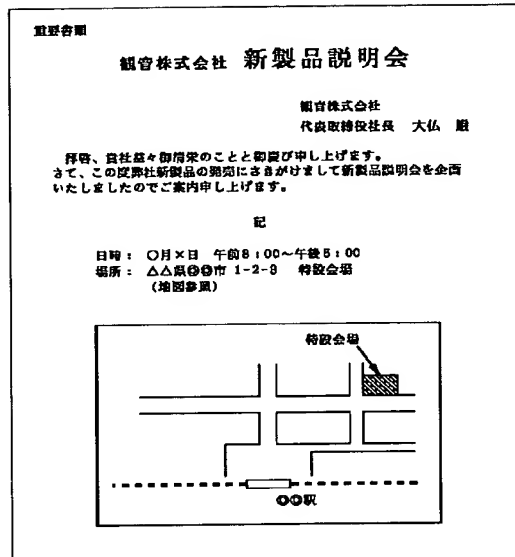 重要書類
観音株式会社 新製品説明会
観音株式会社
代表取締役社長 大仏 殿
拝啓、貴社益々御清栄のことと御慶び申し上げます。
さて、この度弊社新製品の発売にさきがけまして新製品説明会を企画
いたしましたのでご案内申し上げます。
記
日時： 〇月×日 午前8:00～午後5:00
場所： △△県◎◎市 1-2-3 特設会場
(地図参照)
特設会場
◎◎駅